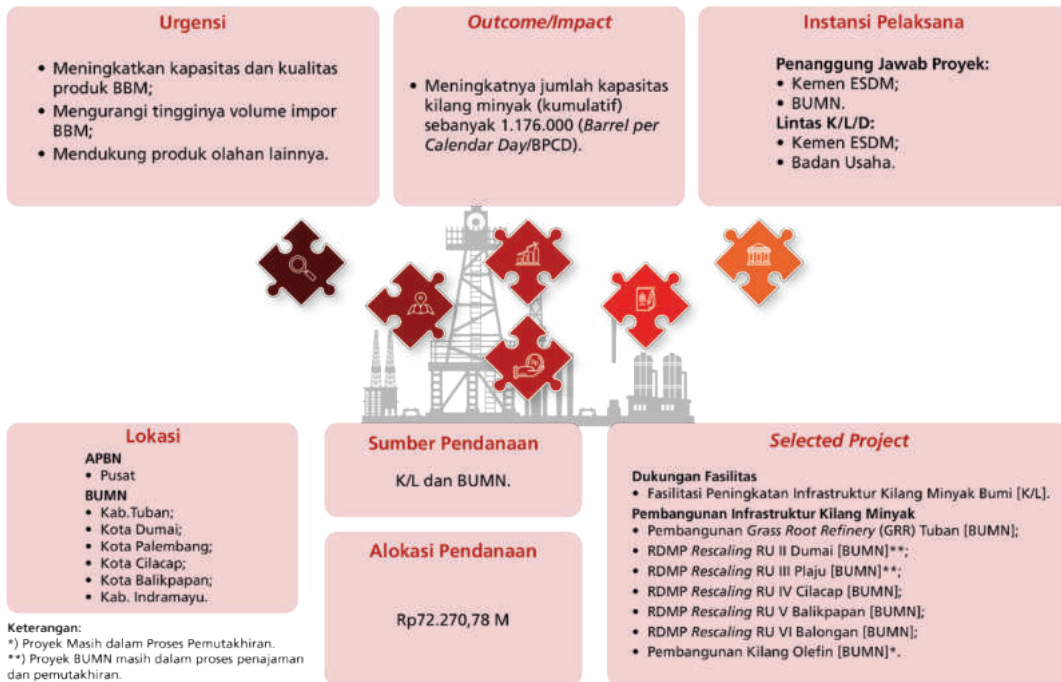 Urgensi
• Meningkatkan kapasitas dan kualitas
produk BBM;
• Mengurangi tingginya volume impor
BBM;
• Mendukung produk olahan lainnya.
Outcome/Impact
• Meningkatnya jumlah kapasitas
kilang minyak (kumulatif)
sebanyak 1.176.000 (Barrel per
Calendar Day/BPCD).
Instansi Pelaksana
Penanggung Jawab Proyek:
• Kemen ESDM;
• BUMN.
Lintas K/L/D:
• Kemen ESDM;
• Badan Usaha.
Lokasi
APBN
• Pusat
BUMN
• Kab.Tuban;
• Kota Dumai;
• Kota Palembang;
• Kota Cilacap;
• Kota Balikpapan;
• Kab. Indramayu.
Keterangan:
*) Proyek Masih dalam Proses Pemutakhiran.
**) Proyek BUMN masih dalam proses penajaman
dan pemutakhiran.
Sumber Pendanaan
K/L dan BUMN.
Alokasi Pendanaan
Rp72.270,78 M
Selected Project
Dukungan Fasilitas
• Fasilitasi Peningkatan Infrastruktur Kilang Minyak Bumi [K/L].
Pembangunan Infrastruktur Kilang Minyak
• Pembangunan Grass Root Refinery (GRR) Tuban [BUMN];
• RDMP Rescaling RU II Dumai [BUMN]**;
• RDMP Rescaling RU III Plaju [BUMN]**;
• RDMP Rescaling RU IV Cilacap [BUMN];
• RDMP Rescaling RU V Balikpapan [BUMN];
• RDMP Rescaling RU VI Balongan [BUMN];
• Pembangunan Kilang Olefin [BUMN]*.